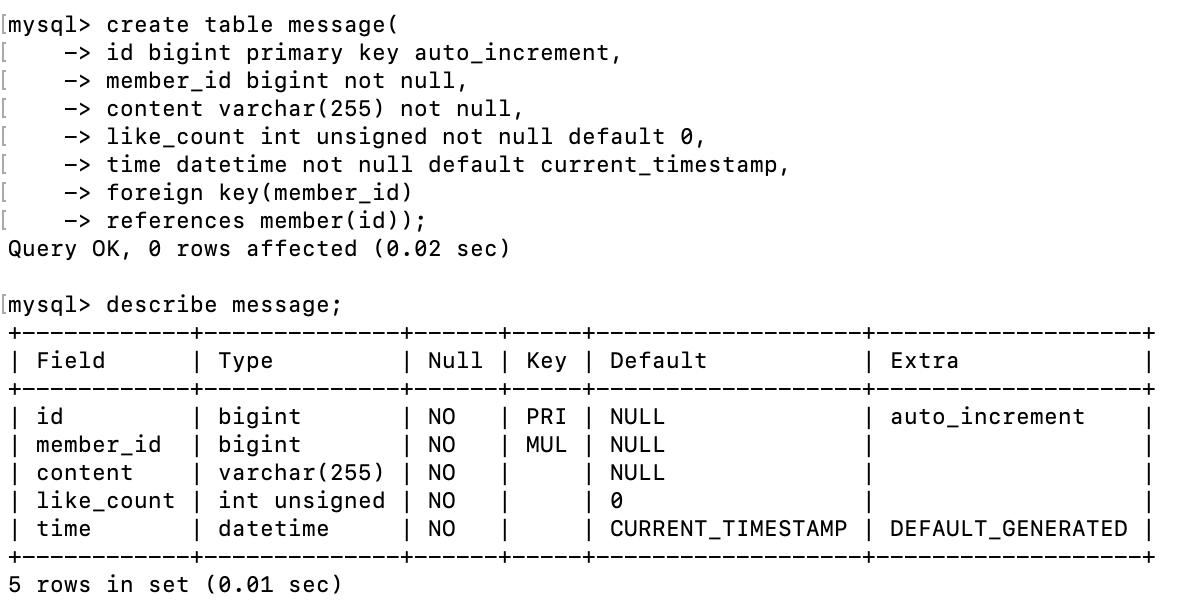 [mysql> create table message(
[    -> id bigint primary key auto_increment,
[    -> member_id bigint not null,
[    -> content varchar(255) not null,
[    -> like_count int unsigned not null default 0,
[    -> time datetime not null default current_timestamp,
[    -> foreign key(member_id)
[    -> references member(id));
Query OK, 0 rows affected (0.02 sec)

[mysql> describe message;
+------------+--------------+------+-----+-------------------+-------------------+
| Field      | Type         | Null | Key | Default           | Extra             |
+------------+--------------+------+-----+-------------------+-------------------+
| id         | bigint       | NO   | PRI | NULL              | auto_increment    |
| member_id  | bigint       | NO   | MUL | NULL              |                   |
| content    | varchar(255) | NO   |     | NULL              |                   |
| like_count | int unsigned | NO   |     | 0                 |                   |
| time       | datetime     | NO   |     | CURRENT_TIMESTAMP | DEFAULT_GENERATED |
+------------+--------------+------+-----+-------------------+-------------------+
5 rows in set (0.01 sec)